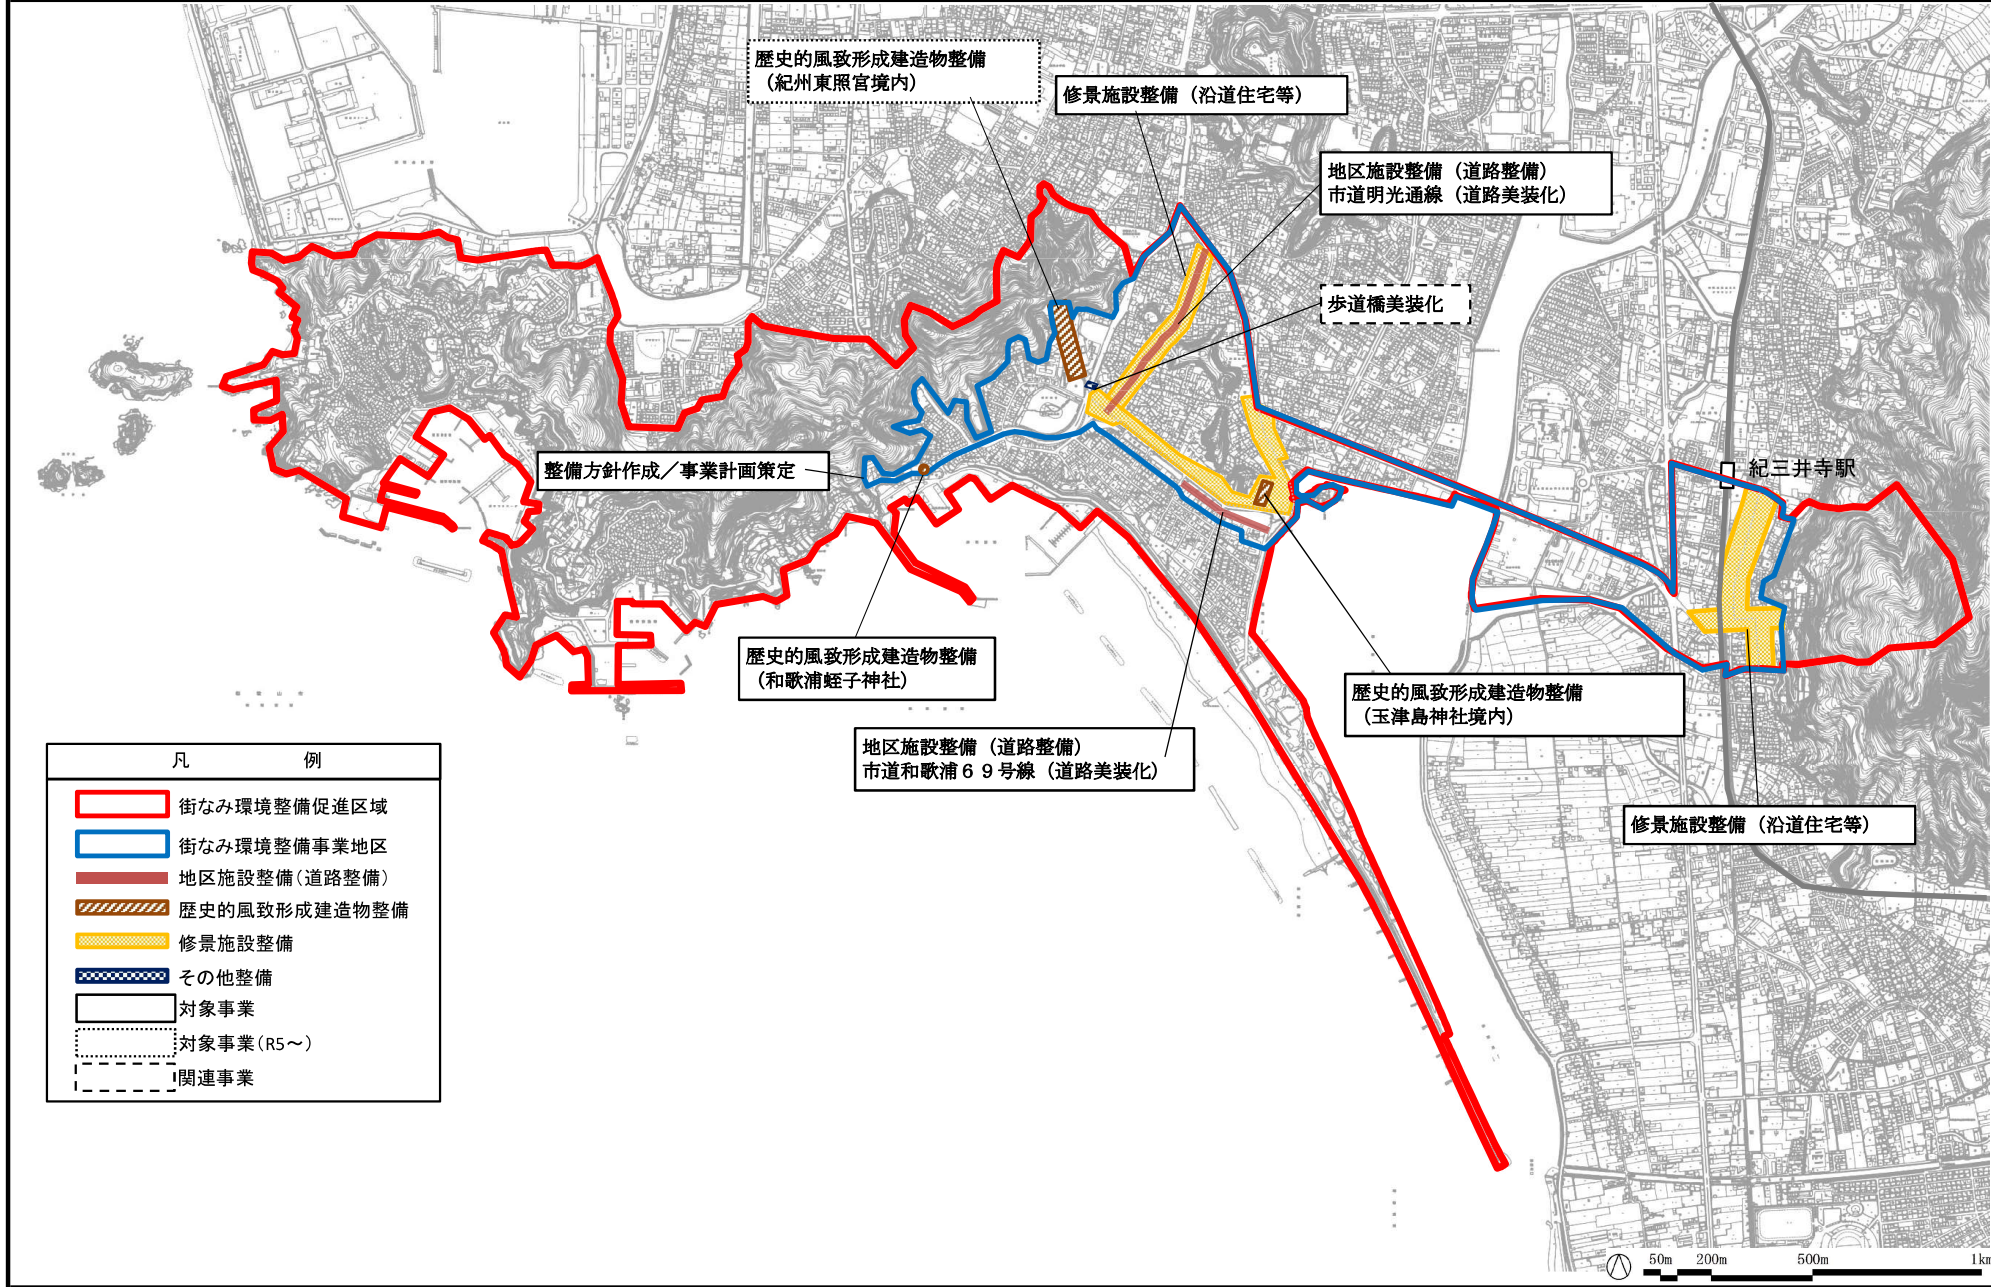 歴史的風致形成建造物整備
（紀州東照宮境内）
修景施設整備（沿道住宅等）
地区施設整備（道路整備）
市道明光通線（道路美装化）
歩道橋美装化
整備方針作成／事業計画策定
紀三井寺駅
歴史的風致形成建造物整備
（和歌浦蛭子神社）
歴史的風致形成建造物整備
（玉津島神社境内）
地区施設整備（道路整備）
市道和歌浦６９号線（道路美装化）
修景施設整備（沿道住宅等）
凡　例
街なみ環境整備促進区域
街なみ環境整備事業地区
地区施設整備（道路整備）
歴史的風致形成建造物整備
修景施設整備
その他整備
対象事業
対象事業（R5～）
関連事業
50m 200m 500m 1km